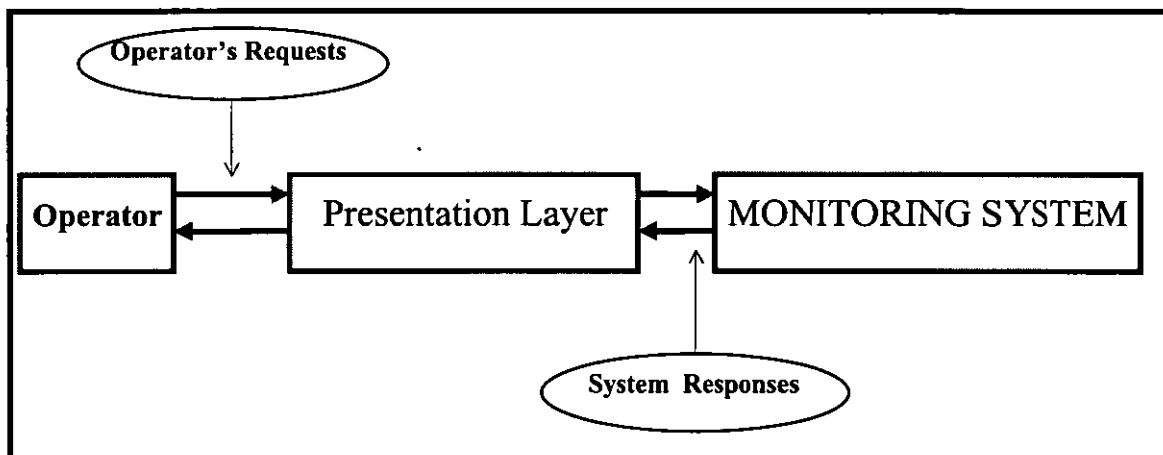 Operator's Requests
Operator
Presentation Layer
MONITORING SYSTEM
System Responses